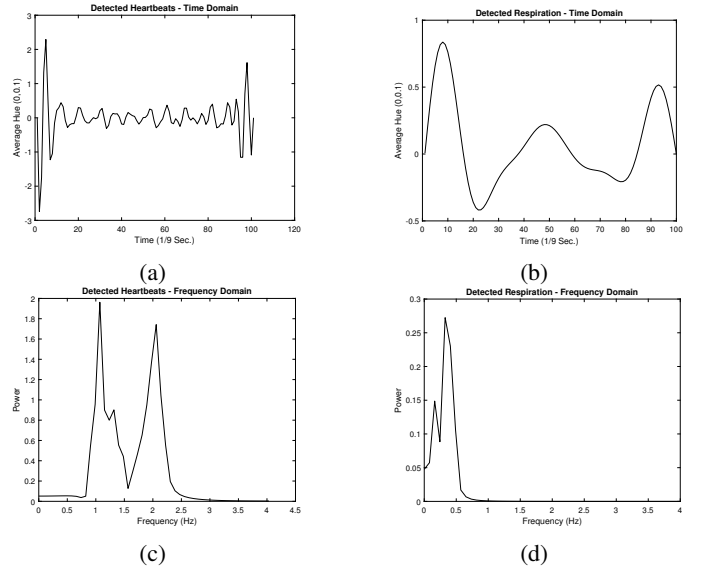 Detected Heartbeats - Time Domain
3
2
1
0
-1
-2
-3
Average Hue (0,0.1)
0 20 40 60 80 100 120
Time (1/9 Sec.)
(a)
Detected Respiration - Time Domain
1
0.5
0
-0.5
Average Hue (0,0.1)
0 10 20 30 40 50 60 70 80 90 100
Time (1/9 Sec.)
(b)
Detected Heartbeats - Frequency Domain
2
1.8
1.6
1.4
1.2
1
0.8
0.6
0.4
0.2
0
Power
0 0.5 1 1.5 2 2.5 3 3.5 4 4.5
Frequency (Hz)
(c)
Detected Respiration - Frequency Domain
0.3
0.25
0.2
0.15
0.1
0.05
0
Power
0 0.5 1 1.5 2 2.5 3 3.5 4
Frequency (Hz)
(d)